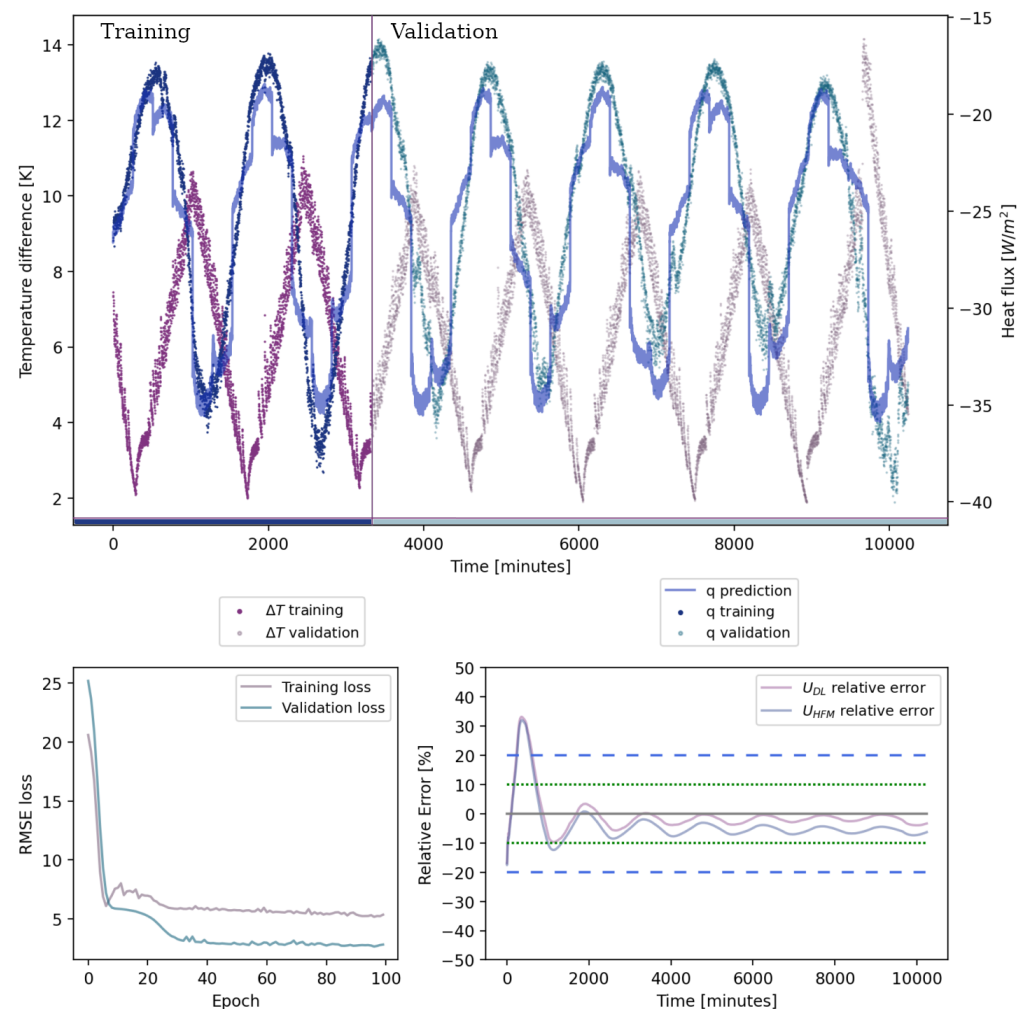 Training
Validation
14
12
10
8
6
4
2
Temperature difference [K]
−15
−20
−25
−30
−35
−40
Heat flux [W/m²]
0
2000
4000
6000
8000
10000
Time [minutes]
ΔT training
ΔT validation
q prediction
q training
q validation
25
20
15
10
5
RMSE loss
Training loss
Validation loss
0
20
40
60
80
100
Epoch
50
40
30
20
10
0
−10
−20
−30
−40
−50
Relative Error [%]
U_DL relative error
U_HFM relative error
0
2000
4000
6000
8000
10000
Time [minutes]